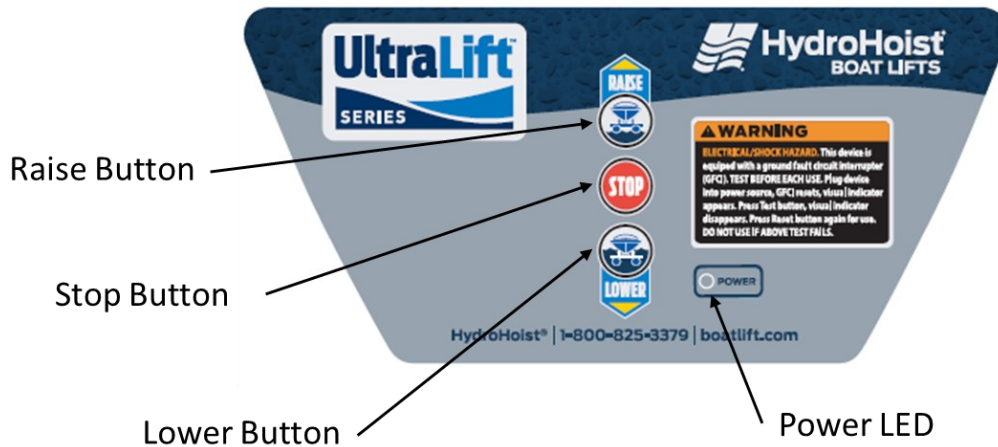 UltraLift™
SERIES
HydroHoist®
BOAT LIFTS
RAISE
STOP
LOWER
⚠WARNING
ELECTRICAL/SHOCK HAZARD. This device is
equiped with a ground fault circuit interrupter
(GFCI). TEST BEFORE EACH USE. Plug device
into power source, GFCI resets, visual indicator
appears. Press Test button, visual indicator
disappears. Press Reset button again for use.
DO NOT USE IF ABOVE TEST FAILS.
POWER
HydroHoist® | 1-800-825-3379 | boatlift.com
Raise Button
Stop Button
Lower Button
Power LED